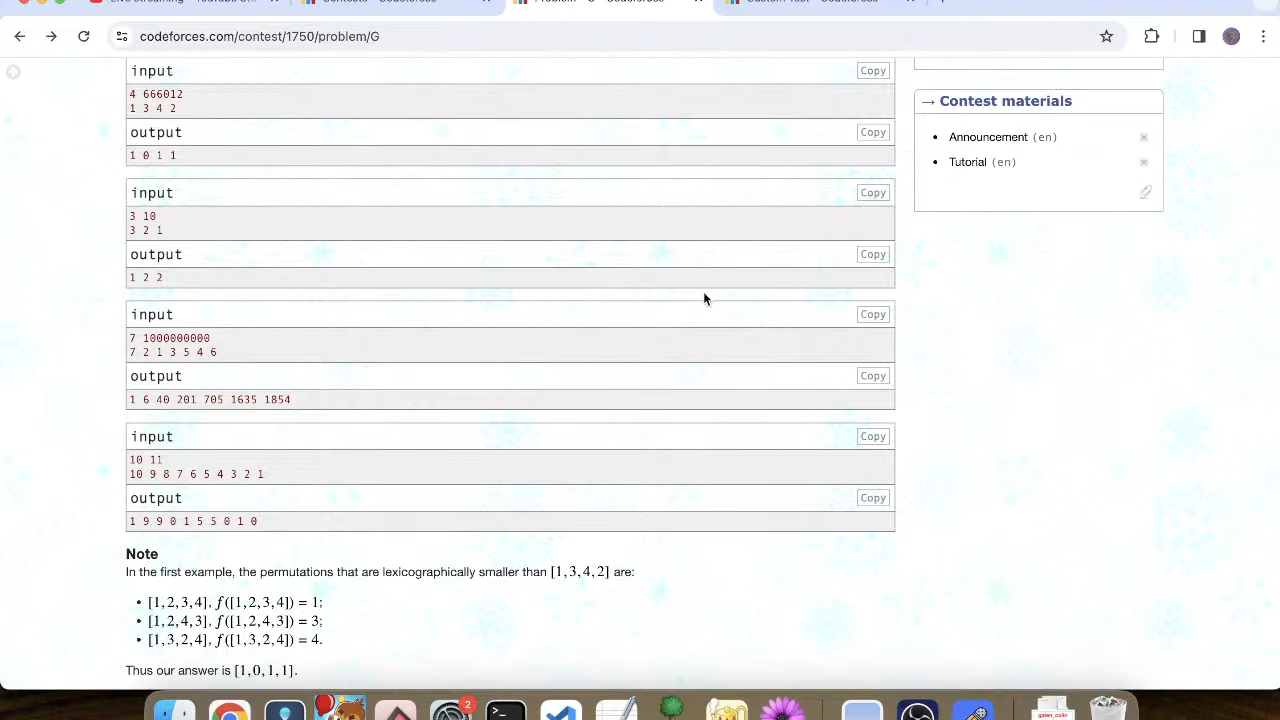 codeforces.com/contest/1750/problem/G
input
Copy
4 666012
1 3 4 2
output
Copy
1 0 1 1
input
Copy
3 10
3 2 1
output
Copy
1 2 2
input
Copy
7 1000000000
7 2 1 3 5 4 6
output
Copy
1 6 40 201 705 1635 1854
input
Copy
10 11
10 9 8 7 6 5 4 3 2 1
output
Copy
1 9 9 0 1 5 5 0 1 0
Note
In the first example, the permutations that are lexicographically smaller than [1,3,4,2] are:
• [1,2,3,4], f([1,2,3,4]) = 1;
• [1,2,4,3], f([1,2,4,3]) = 3;
• [1,3,2,4], f([1,3,2,4]) = 4.
Thus our answer is [1,0,1,1].
→ Contest materials
• Announcement (en)
• Tutorial (en)
2
galen_colin